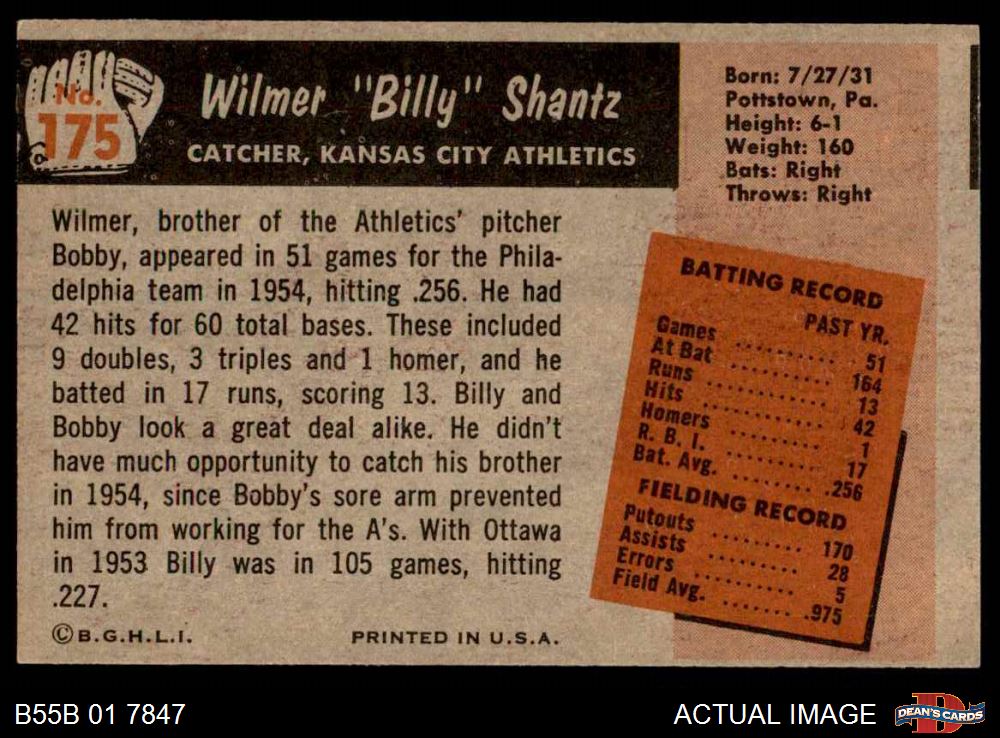 No.
175
Wilmer "Billy" Shantz
CATCHER, KANSAS CITY ATHLETICS
Born: 7/27/31
Pottstown, Pa.
Height: 6-1
Weight: 160
Bats: Right
Throws: Right
Wilmer, brother of the Athletics' pitcher
Bobby, appeared in 51 games for the Phila-
delphia team in 1954, hitting .256. He had
42 hits for 60 total bases. These included
9 doubles, 3 triples and 1 homer, and he
batted in 17 runs, scoring 13. Billy and
Bobby look a great deal alike. He didn't
have much opportunity to catch his brother
in 1954, since Bobby's sore arm prevented
him from working for the A's. With Ottawa
in 1953 Billy was in 105 games, hitting
.227.
©B.G.H.L.I. PRINTED IN U.S.A.
BATTING RECORD
PAST YR.
Games .......... 51
At Bat .......... 164
Runs .......... 13
Hits .......... 42
Homers .......... 1
R. B. I. .......... 17
Bat. Avg. .......... .256
FIELDING RECORD
Putouts .......... 170
Assists .......... 28
Errors .......... 5
Field Avg. ....... .975
B55B 01 7847
ACTUAL IMAGE
D
DEAN'S CARDS